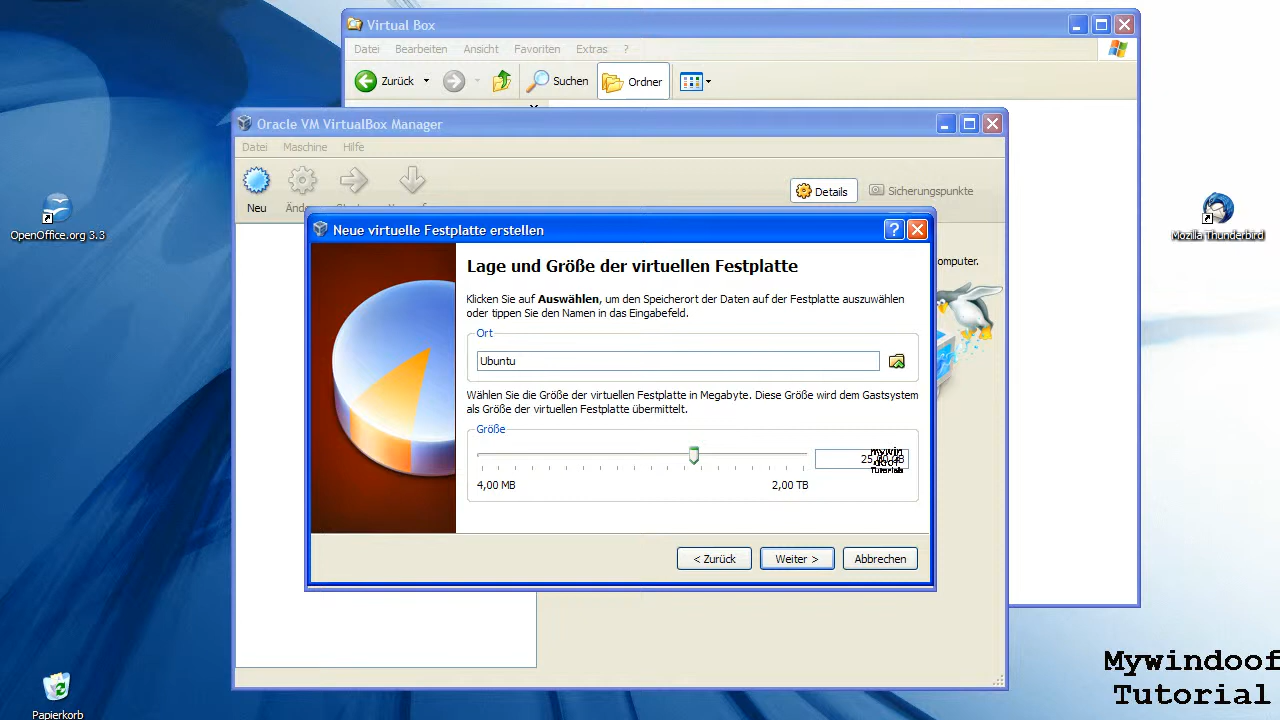 Virtual Box
Datei Bearbeiten Ansicht Favoriten Extras ?
Zurück Suchen Ordner
Oracle VM VirtualBox Manager
Datei Maschine Hilfe
Neu
Details Sicherungspunkte
OpenOffice.org 3.3
Mozilla Thunderbird
Neue virtuelle Festplatte erstellen
omputer.
Lage und Größe der virtuellen Festplatte
Klicken Sie auf Auswählen, um den Speicherort der Daten auf der Festplatte auszuwählen
oder tippen Sie den Namen in das Eingabefeld.
Ort
Ubuntu
Wählen Sie die Größe der virtuellen Festplatte in Megabyte. Diese Größe wird dem Gastsystem
als Größe der virtuellen Festplatte übermittelt.
Größe
4,00 MB 2,00 TB
< Zurück Weiter > Abbrechen
Papierkorb
Mywindoof
Tutorial